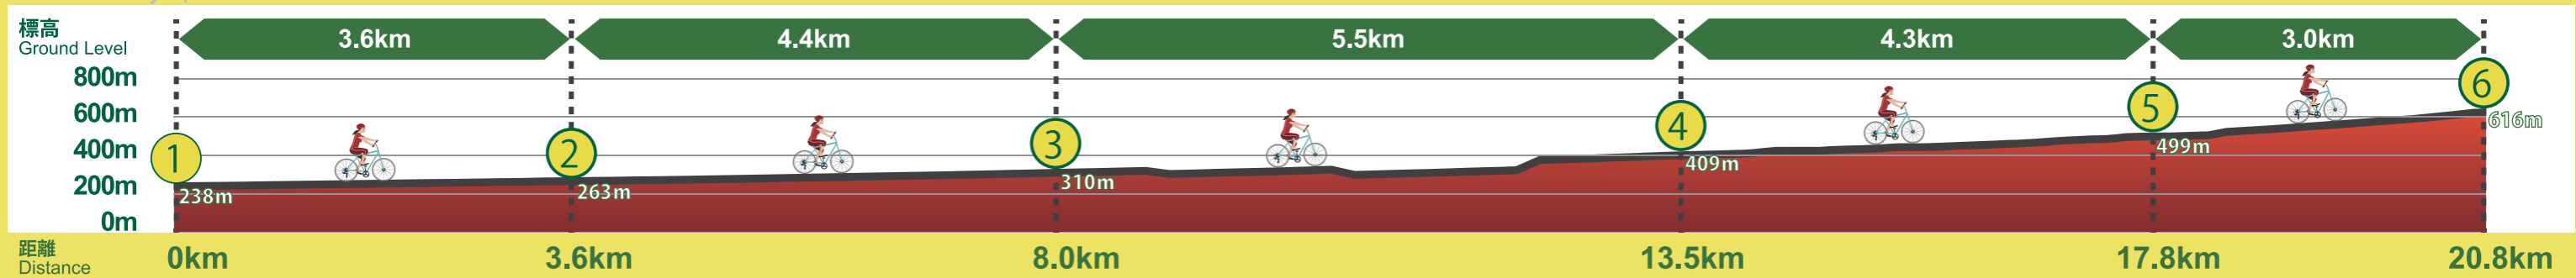 標高
Ground Level
3.6km 4.4km 5.5km 4.3km 3.0km
800m
600m
400m
200m
0m
1 2 3 4 5 6
238m 263m 310m 409m 499m 616m
距離
Distance
0km 3.6km 8.0km 13.5km 17.8km 20.8km